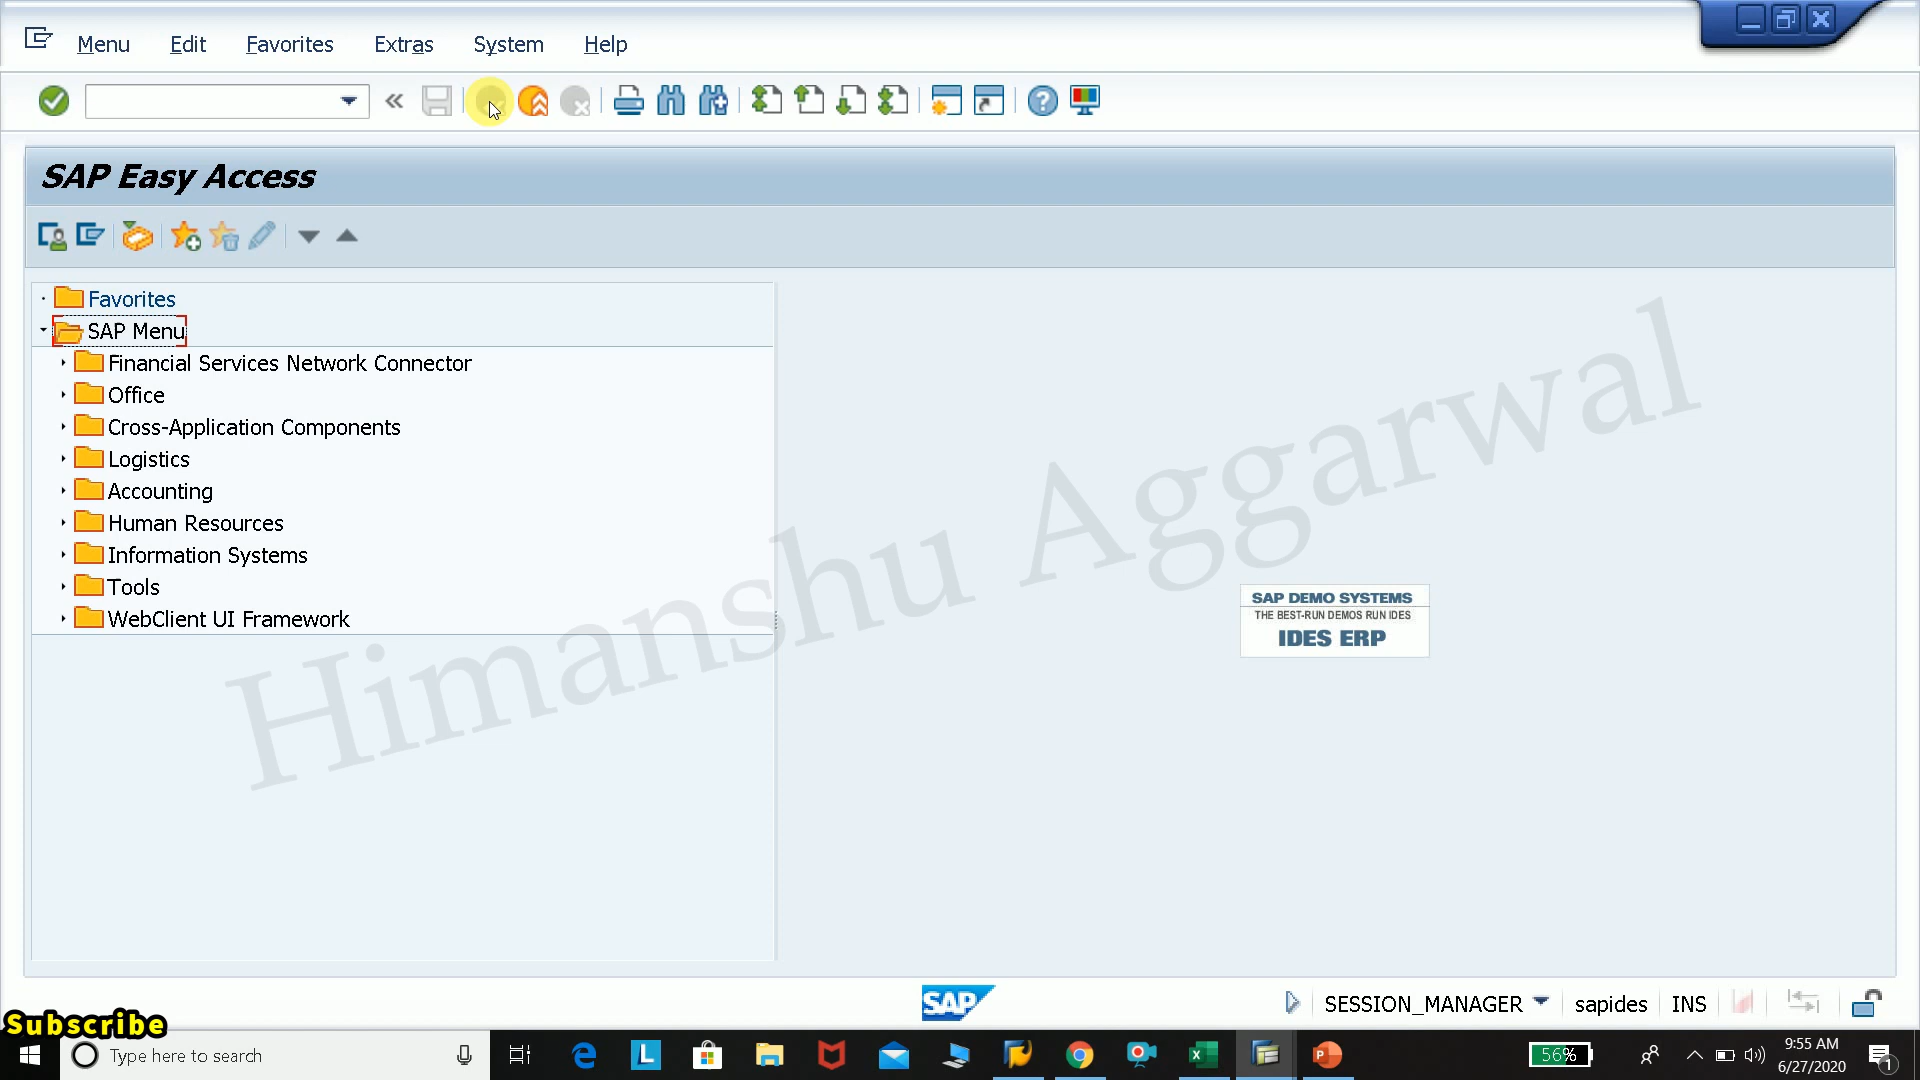 Menu Edit Favorites Extras System Help
SAP Easy Access
Favorites
SAP Menu
Financial Services Network Connector
Office
Cross-Application Components
Logistics
Accounting
Human Resources
Information Systems
Tools
WebClient UI Framework
Himanshu Aggarwal
SAP DEMO SYSTEMS
THE BEST-RUN DEMOS RUN IDES
IDES ERP
SAP
SESSION_MANAGER sapides INS
Subscribe
Type here to search
56%
9:55 AM
6/27/2020
1